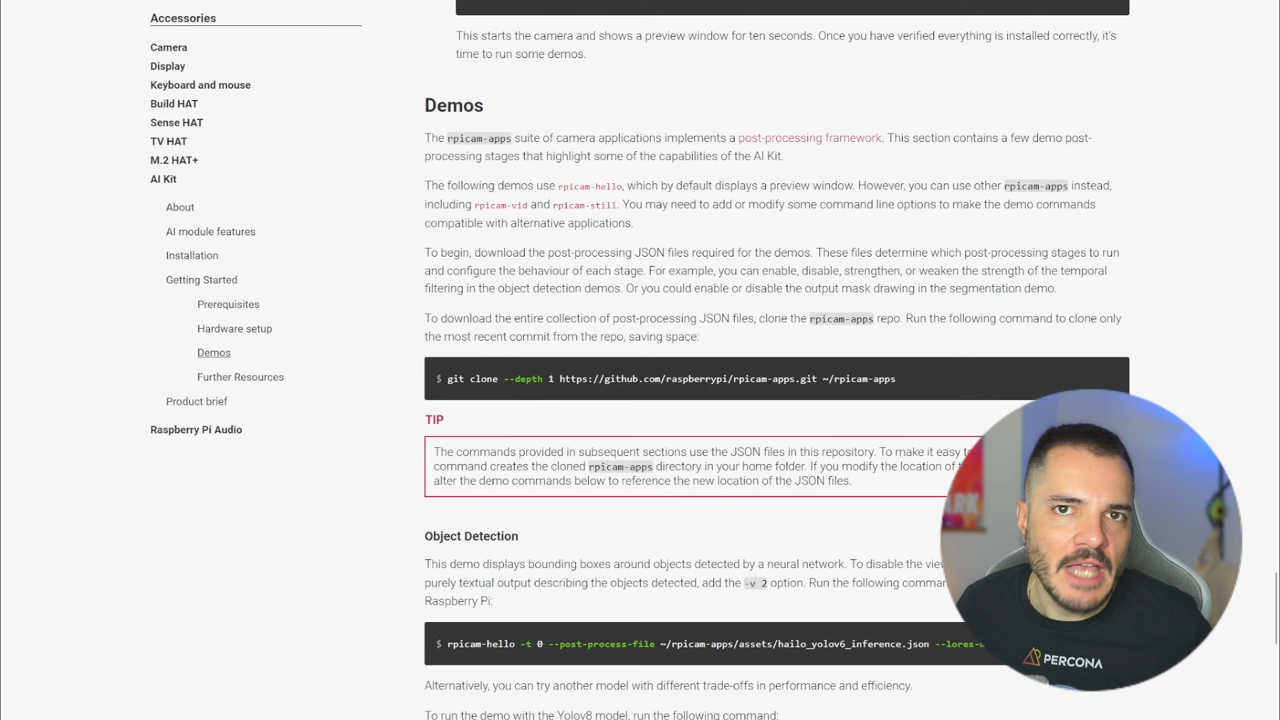 Accessories
Camera
Display
Keyboard and mouse
Build HAT
Sense HAT
TV HAT
M.2 HAT+
AI Kit
About
AI module features
Installation
Getting Started
Prerequisites
Hardware setup
Demos
Further Resources
Product brief
Raspberry Pi Audio
This starts the camera and shows a preview window for ten seconds. Once you have verified everything is installed correctly, it's
time to run some demos.
Demos
The rpicam-apps suite of camera applications implements a post-processing framework. This section contains a few demo post-
processing stages that highlight some of the capabilities of the AI Kit.
The following demos use rpicam-hello, which by default displays a preview window. However, you can use other rpicam-apps instead,
including rpicam-vid and rpicam-still. You may need to add or modify some command line options to make the demo commands
compatible with alternative applications.
To begin, download the post-processing JSON files required for the demos. These files determine which post-processing stages to run
and configure the behaviour of each stage. For example, you can enable, disable, strengthen, or weaken the strength of the temporal
filtering in the object detection demos. Or you could enable or disable the output mask drawing in the segmentation demo.
To download the entire collection of post-processing JSON files, clone the rpicam-apps repo. Run the following command to clone only
the most recent commit from the repo, saving space:
$ git clone --depth 1 https://github.com/raspberrypi/rpicam-apps.git ~/rpicam-apps
TIP
The commands provided in subsequent sections use the JSON files in this repository. To make it easy
command creates the cloned rpicam-apps directory in your home folder. If you modify the location of
alter the demo commands below to reference the new location of the JSON files.
Object Detection
This demo displays bounding boxes around objects detected by a neural network. To disable the
purely textual output describing the objects detected, add the -v 2 option. Run the following
Raspberry Pi:
$ rpicam-hello -t 0 --post-process-file ~/rpicam-apps/assets/hailo_yolov6_inference.json
Alternatively, you can try another model with different trade-offs in performance and efficiency.
To run the demo with the Yolov8 model, run the following command:
PERCONA